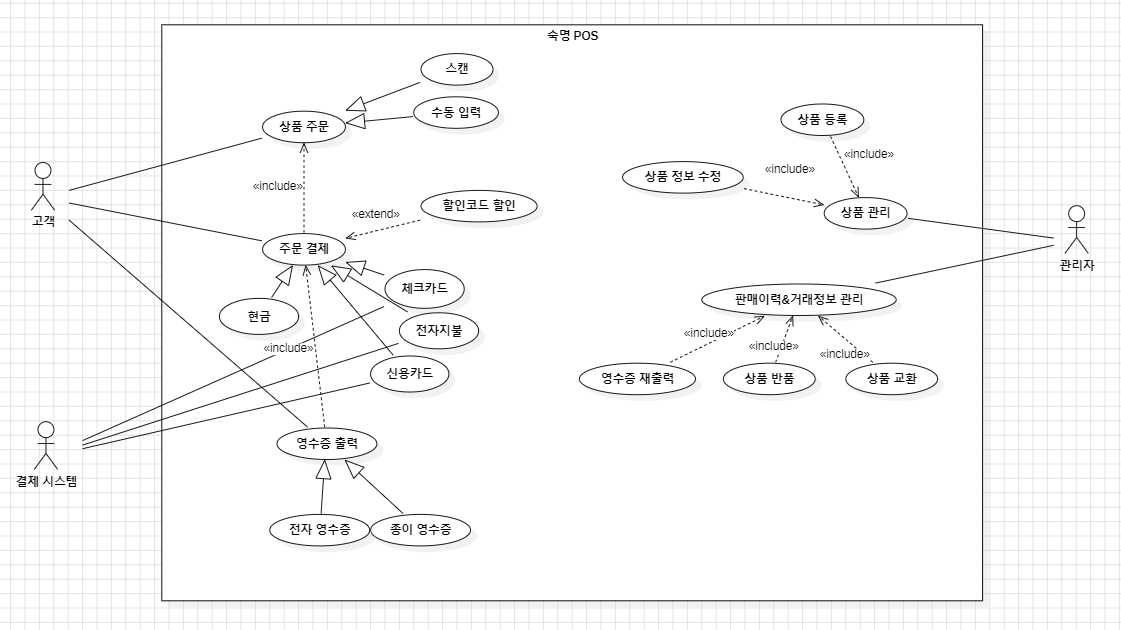 숙명 POS
스캔
수동 입력
상품 주문
상품 등록
«include»
상품 정보 수정
«include»
상품 관리
«include»
할인코드 할인
«extend»
고객
주문 결제
관리자
체크카드
판매이력&거래정보 관리
현금
전자지불
«include»
«include»
«include»
«include»
신용카드
영수증 재출력
상품 반품
상품 교환
영수증 출력
결제 시스템
전자 영수증
종이 영수증